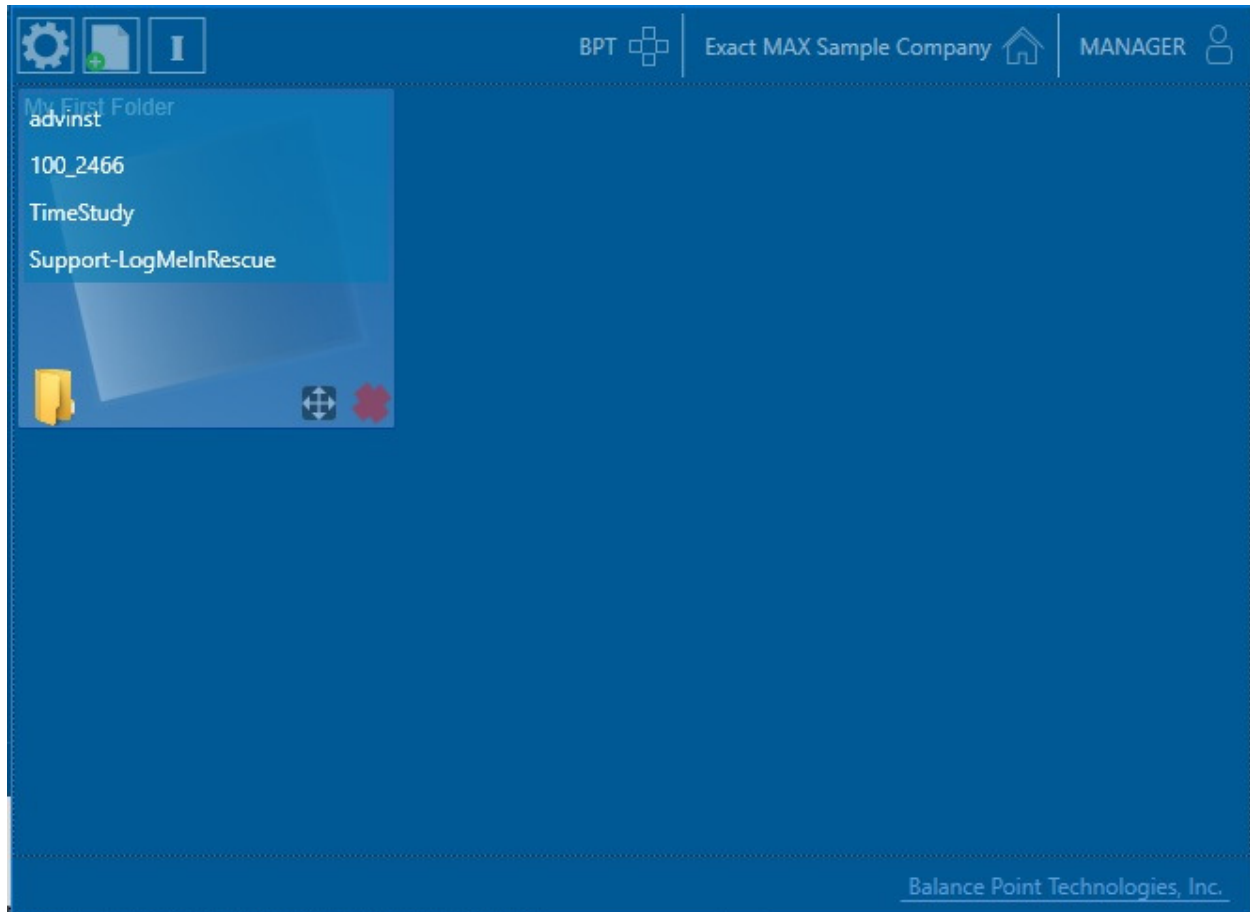 I
BPT
Exact MAX Sample Company
MANAGER
My First Folder
advinst
100_2466
TimeStudy
Support-LogMeInRescue
Balance Point Technologies, Inc.